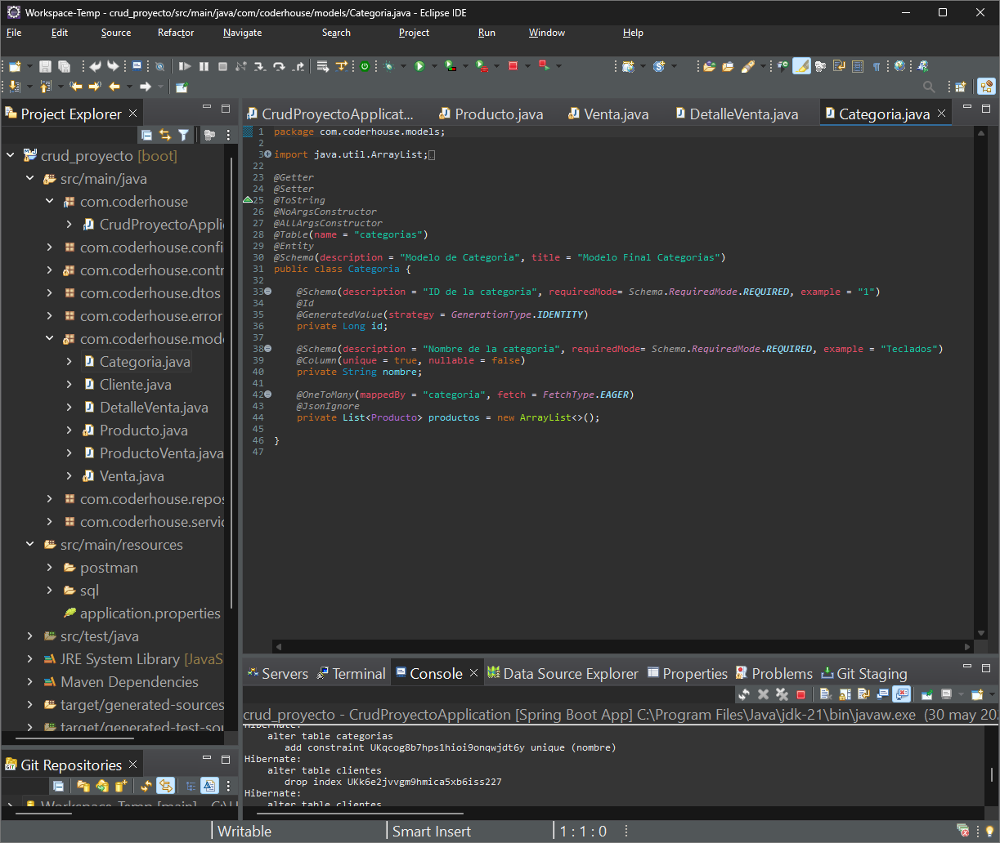 Workspace-Temp - crud_proyecto/src/main/java/com/coderhouse/models/Categoria.java - Eclipse IDE
File Edit Source Refactor Navigate Search Project Run Window Help
Project Explorer
crud_proyecto [boot]
src/main/java
com.coderhouse
CrudProyectoAppli
com.coderhouse.confi
com.coderhouse.contr
com.coderhouse.dtos
com.coderhouse.error
com.coderhouse.mode
Categoria.java
Cliente.java
DetalleVenta.java
Producto.java
ProductoVenta.java
Venta.java
com.coderhouse.repos
com.coderhouse.servic
src/main/resources
postman
sql
application.properties
src/test/java
JRE System Library [JavaS
Maven Dependencies
target/generated-sources
target/generated-test-sou
Git Repositories
Workspace-Temp [main] - C:\U
CrudProyectoApplicat... Producto.java Venta.java DetalleVenta.java Categoria.java
1 package com.coderhouse.models;
2
3 import java.util.ArrayList;
22
23 @Getter
24 @Setter
25 @ToString
26 @NoArgsConstructor
27 @AllArgsConstructor
28 @Table(name = "categorias")
29 @Entity
30 @Schema(description = "Modelo de Categoria", title = "Modelo Final Categorias")
31 public class Categoria {
32
33 @Schema(description = "ID de la categoria", requiredMode= Schema.RequiredMode.REQUIRED, example = "1")
34 @Id
35 @GeneratedValue(strategy = GenerationType.IDENTITY)
36 private Long id;
37
38 @Schema(description = "Nombre de la categoria", requiredMode= Schema.RequiredMode.REQUIRED, example = "Teclados")
39 @Column(unique = true, nullable = false)
40 private String nombre;
41
42 @OneToMany(mappedBy = "categoria", fetch = FetchType.EAGER)
43 @JsonIgnore
44 private List<Producto> productos = new ArrayList<>();
45
46 }
47
Servers Terminal Console Data Source Explorer Properties Problems Git Staging
crud_proyecto - CrudProyectoApplication [Spring Boot App] C:\Program Files\Java\jdk-21\bin\javaw.exe (30 may 202
Hibernate:
alter table categorias
add constraint UKqcog8b7hps1hioi9onqwjdt6y unique (nombre)
Hibernate:
alter table clientes
drop index UKk6e2jvvgm9hmica5xb6iss227
Hibernate:
alter table clientes
Writable Smart Insert 1 : 1 : 0